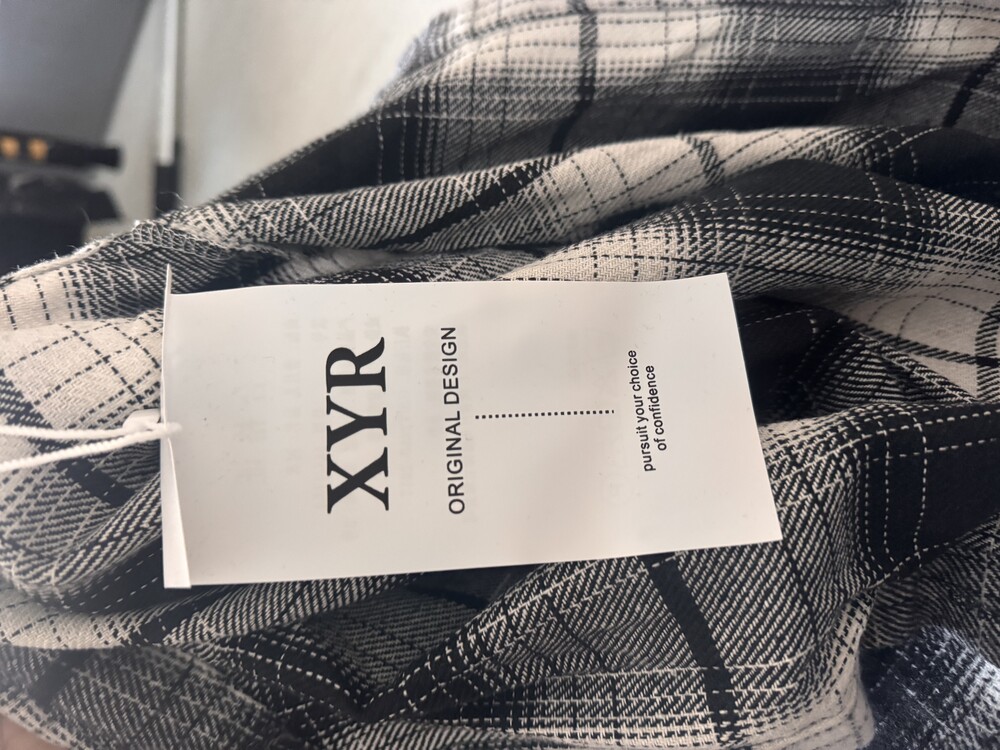 XYR
ORIGINAL DESIGN
pursuit your choice
of confidence